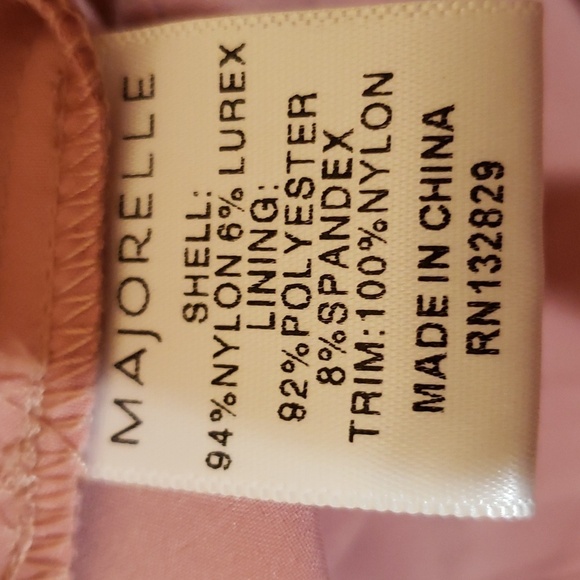 MAJORELLE
SHELL:
94%NYLON 6% LUREX
LINING:
92%POLYESTER
8%SPANDEX
TRIM:100%NYLON
MADE IN CHINA
RN132829